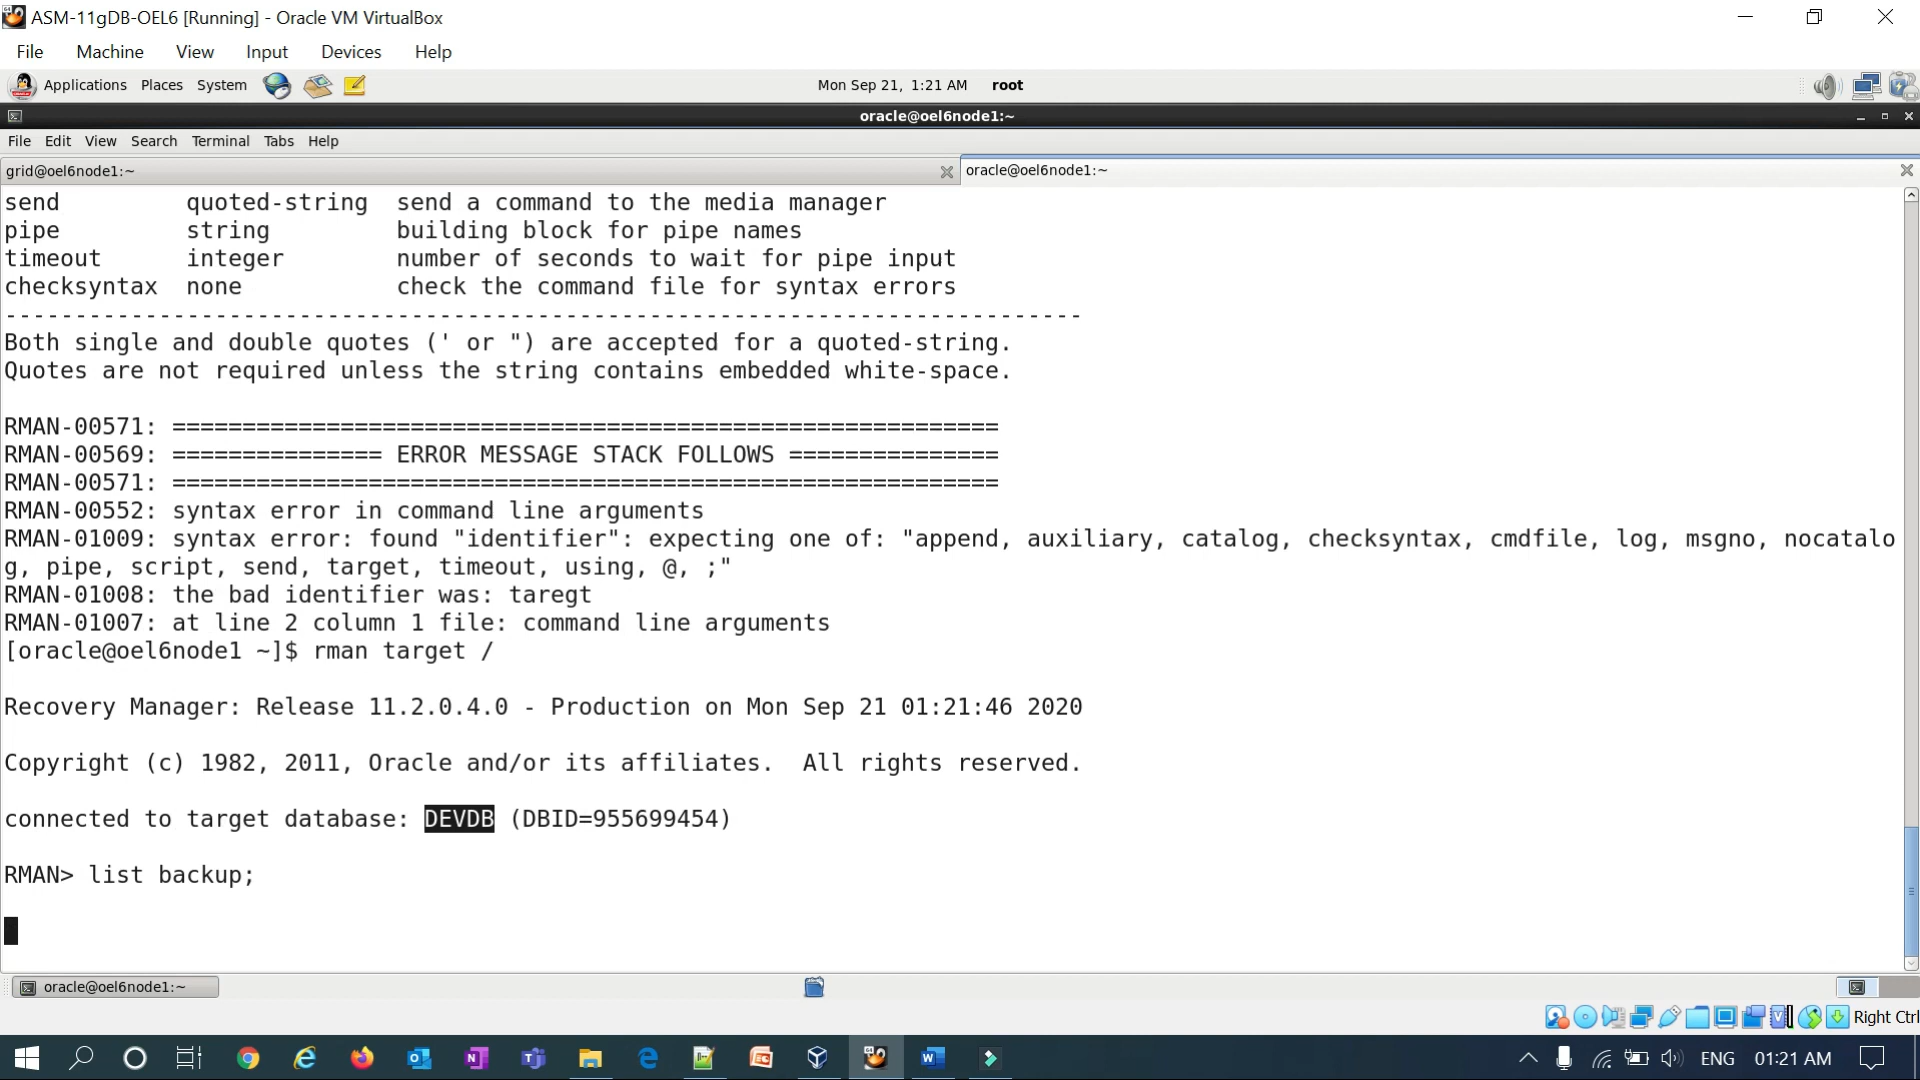 ASM-11gDB-OEL6 [Running] - Oracle VM VirtualBox
File Machine View Input Devices Help
Applications Places System Mon Sep 21, 1:21 AM root
oracle@oel6node1:~
File Edit View Search Terminal Tabs Help
grid@oel6node1:~ oracle@oel6node1:~
send quoted-string send a command to the media manager
pipe string building block for pipe names
timeout integer number of seconds to wait for pipe input
checksyntax none check the command file for syntax errors
-----------------------------------------------------------------------------
Both single and double quotes (' or ") are accepted for a quoted-string.
Quotes are not required unless the string contains embedded white-space.
RMAN-00571: ===========================================================
RMAN-00569: =============== ERROR MESSAGE STACK FOLLOWS ===============
RMAN-00571: ===========================================================
RMAN-00552: syntax error in command line arguments
RMAN-01009: syntax error: found "identifier": expecting one of: "append, auxiliary, catalog, checksyntax, cmdfile, log, msgno, nocatalo
g, pipe, script, send, target, timeout, using, @, ;"
RMAN-01008: the bad identifier was: taregt
RMAN-01007: at line 2 column 1 file: command line arguments
[oracle@oel6node1 ~]$ rman target /
Recovery Manager: Release 11.2.0.4.0 - Production on Mon Sep 21 01:21:46 2020
Copyright (c) 1982, 2011, Oracle and/or its affiliates.  All rights reserved.
connected to target database: DEVDB (DBID=955699454)
RMAN> list backup;
oracle@oel6node1:~
Right Ctrl
ENG 01:21 AM